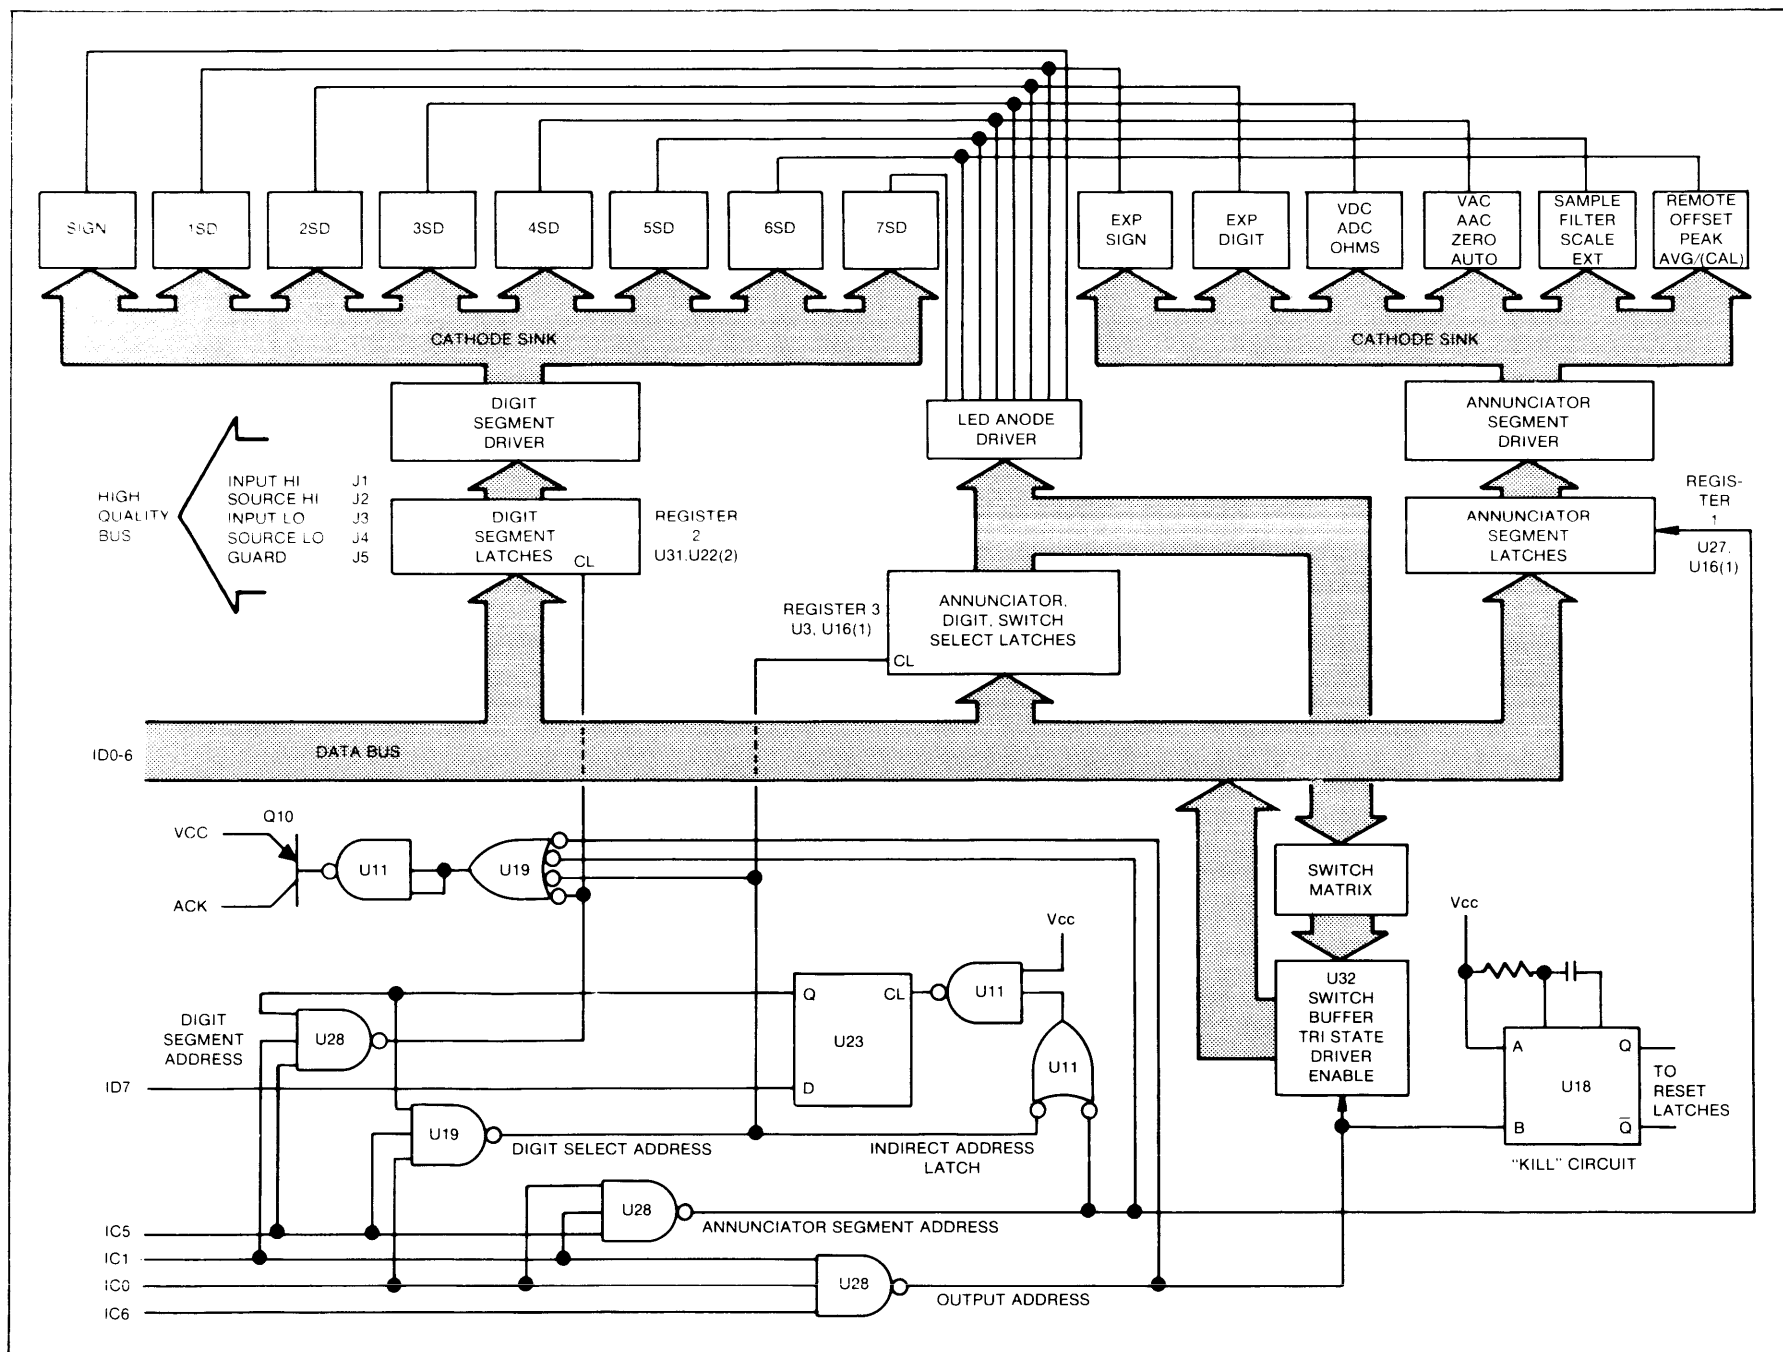 SIGN
1SD
2SD
3SD
4SD
5SD
6SD
7SD
EXP
SIGN
EXP
DIGIT
VDC
ADC
OHMS
VAC
AAC
ZERO
AUTO
SAMPLE
FILTER
SCALE
EXT
REMOTE
OFFSET
PEAK
AVG/(CAL)
CATHODE SINK
CATHODE SINK
DIGIT
SEGMENT
DRIVER
LED ANODE
DRIVER
ANNUNCIATOR
SEGMENT
DRIVER
HIGH
QUALITY
BUS
INPUT HI J1
SOURCE HI J2
INPUT LO J3
SOURCE LO J4
GUARD J5
DIGIT
SEGMENT
LATCHES
CL
REGISTER
2
U31,U22(2)
ANNUNCIATOR
SEGMENT
LATCHES
REGIS-
TER
1
U27,
U16(1)
REGISTER 3
U3, U16(1)
ANNUNCIATOR,
DIGIT, SWITCH
SELECT LATCHES
CL
ID0-6
DATA BUS
VCC
Q10
ACK
U11
U19
SWITCH
MATRIX
Vcc
Vcc
U32
SWITCH
BUFFER
TRI STATE
DRIVER
ENABLE
Q
CL
U23
D
U11
U11
DIGIT
SEGMENT
ADDRESS
U28
ID7
U19
DIGIT SELECT ADDRESS
INDIRECT ADDRESS
LATCH
A
Q
U18
B
Q̅
TO
RESET
LATCHES
"KILL" CIRCUIT
U28
ANNUNCIATOR SEGMENT ADDRESS
IC5
IC1
IC0
IC6
U28
OUTPUT ADDRESS